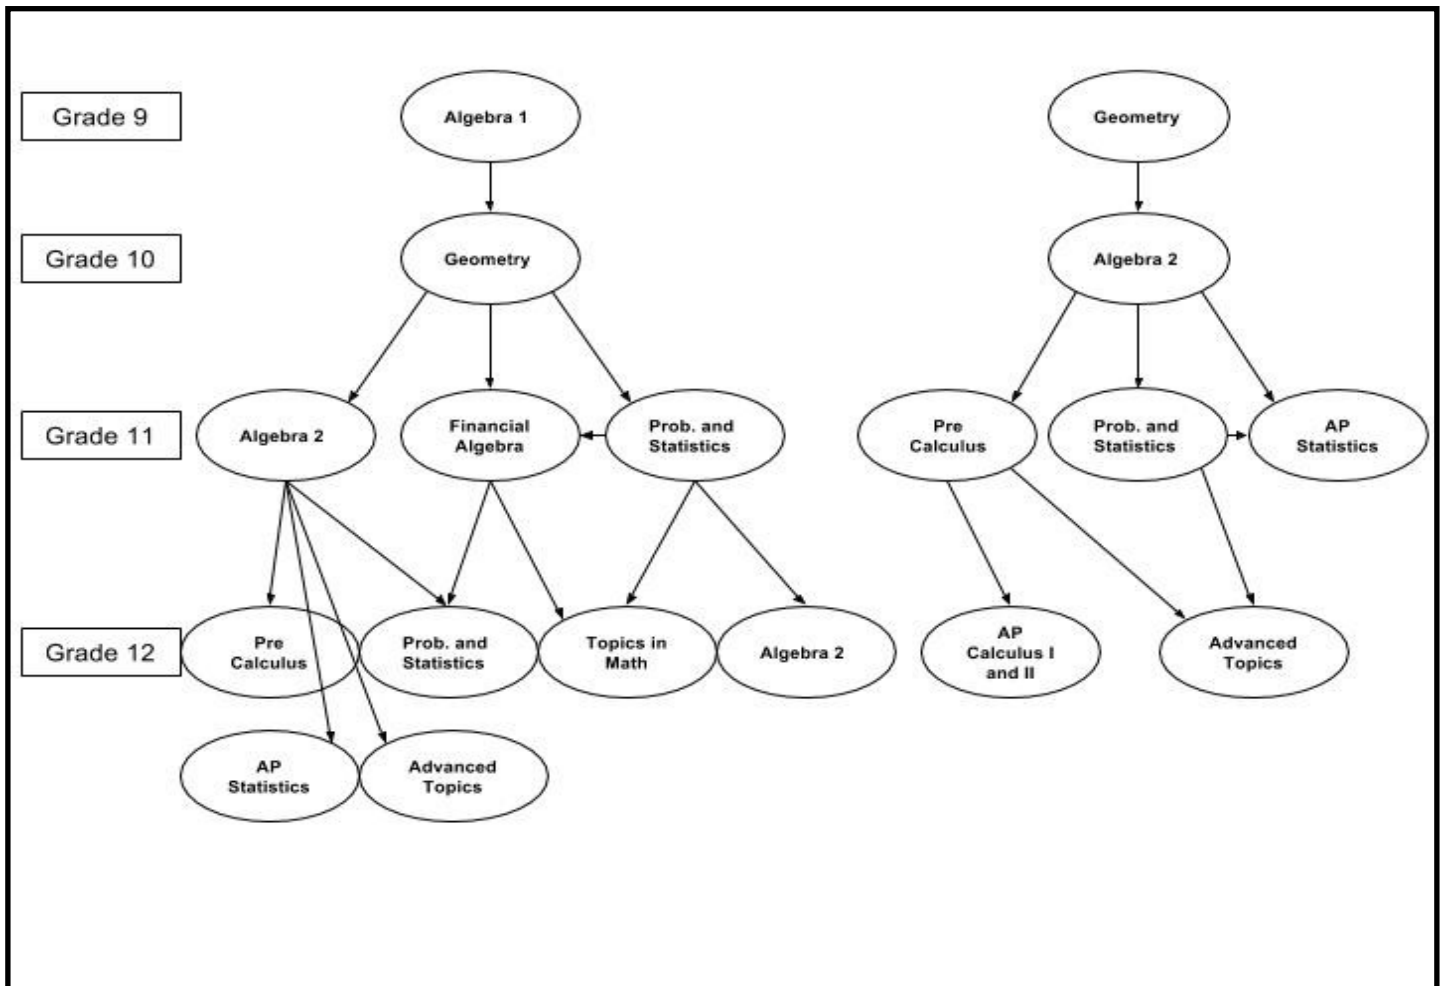 Grade 9
Algebra 1
Geometry
Grade 10
Geometry
Algebra 2
Grade 11
Algebra 2
Financial
Algebra
Prob. and
Statistics
Pre
Calculus
Prob. and
Statistics
AP
Statistics
Grade 12
Pre
Calculus
Prob. and
Statistics
Topics in
Math
Algebra 2
AP
Calculus I
and II
Advanced
Topics
AP
Statistics
Advanced
Topics